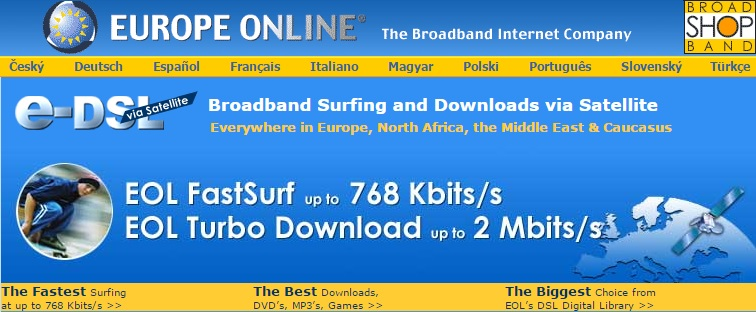 EUROPE ONLINE® The Broadband Internet Company
BROAD
SHOP
BAND
Český Deutsch Español Français Italiano Magyar Polski Português Slovenský Türkçe
e-DSL via Satellite
Broadband Surfing and Downloads via Satellite
Everywhere in Europe, North Africa, the Middle East & Caucasus
EOL FastSurf up to 768 Kbits/s
EOL Turbo Download up to 2 Mbits/s
The Fastest Surfing
at up to 768 Kbits/s >>
The Best Downloads,
DVD's, MP3's, Games >>
The Biggest Choice from
EOL's DSL Digital Library >>